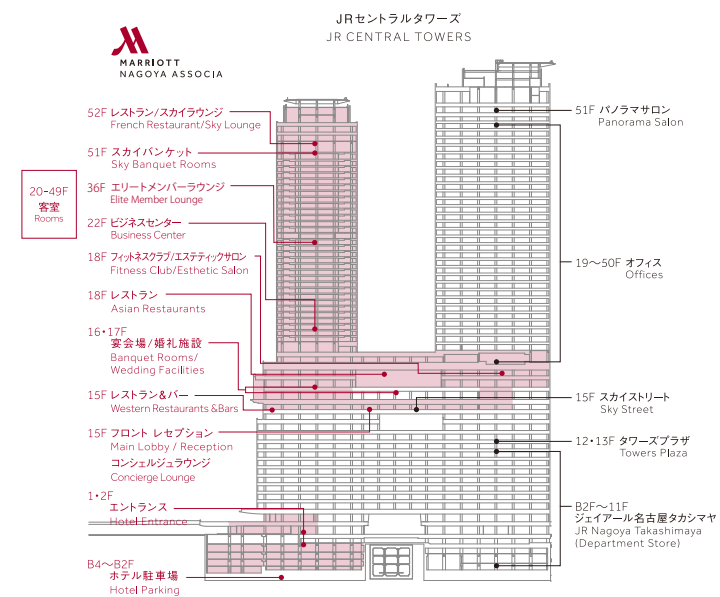 JRセントラルタワーズ
JR CENTRAL TOWERS
MARRIOTT
NAGOYA ASSOCIA
52F レストラン/スカイラウンジ
French Restaurant/Sky Lounge
51F スカイバンケット
Sky Banquet Rooms
20-49F
客室
Rooms
36F エリートメンバーラウンジ
Elite Member Lounge
22F ビジネスセンター
Business Center
18F フィットネスクラブ/エステティックサロン
Fitness Club/Esthetic Salon
18F レストラン
Asian Restaurants
16・17F
宴会場/婚礼施設
Banquet Rooms/
Wedding Facilities
15F レストラン&バー
Western Restaurants &Bars
15F フロント レセプション
Main Lobby / Reception
コンシェルジュラウンジ
Concierge Lounge
1・2F
エントランス
Hotel Entrance
B4〜B2F
ホテル駐車場
Hotel Parking
51F パノラマサロン
Panorama Salon
19〜50F オフィス
Offices
15F スカイストリート
Sky Street
12・13F タワーズプラザ
Towers Plaza
B2F〜11F
ジェイアール名古屋タカシマヤ
JR Nagoya Takashimaya
(Department Store)